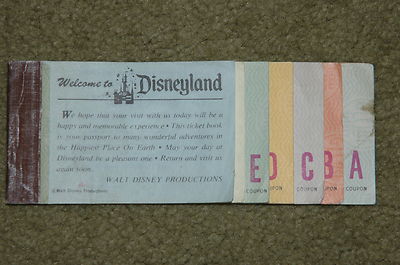 Welcome to Disneyland
We hope that your visit with us today will be a
happy and memorable experience • This ticket book
is your passport to many wonderful adventures in
the Happiest Place On Earth • May your day at
Disneyland be a pleasant one • Return and visit us
again soon.
WALT DISNEY PRODUCTIONS
© Walt Disney Productions
E D C B A
COUPON UPON COUPON UPON COUPON